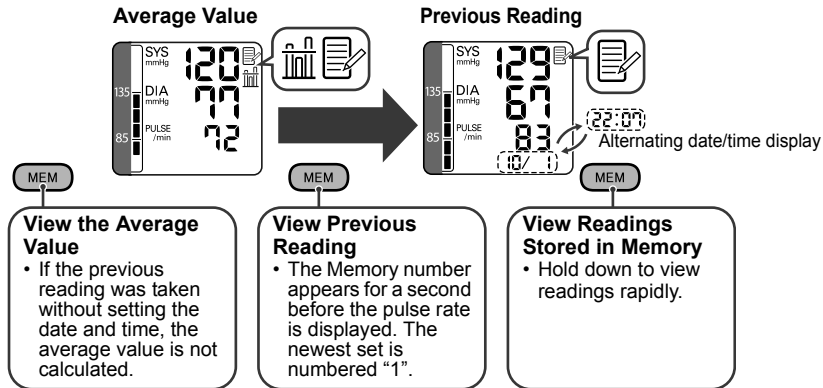 Average Value
SYS
mmHg
120
135
DIA
mmHg
77
85
PULSE
/min
72
Previous Reading
SYS
mmHg
129
135
DIA
mmHg
67
85
PULSE
/min
83
10/ 1
22:07
Alternating date/time display
MEM
View the Average
Value
• If the previous
reading was taken
without setting the
date and time, the
average value is not
calculated.
MEM
View Previous
Reading
• The Memory number
appears for a second
before the pulse rate
is displayed. The
newest set is
numbered “1”.
MEM
View Readings
Stored in Memory
• Hold down to view
readings rapidly.